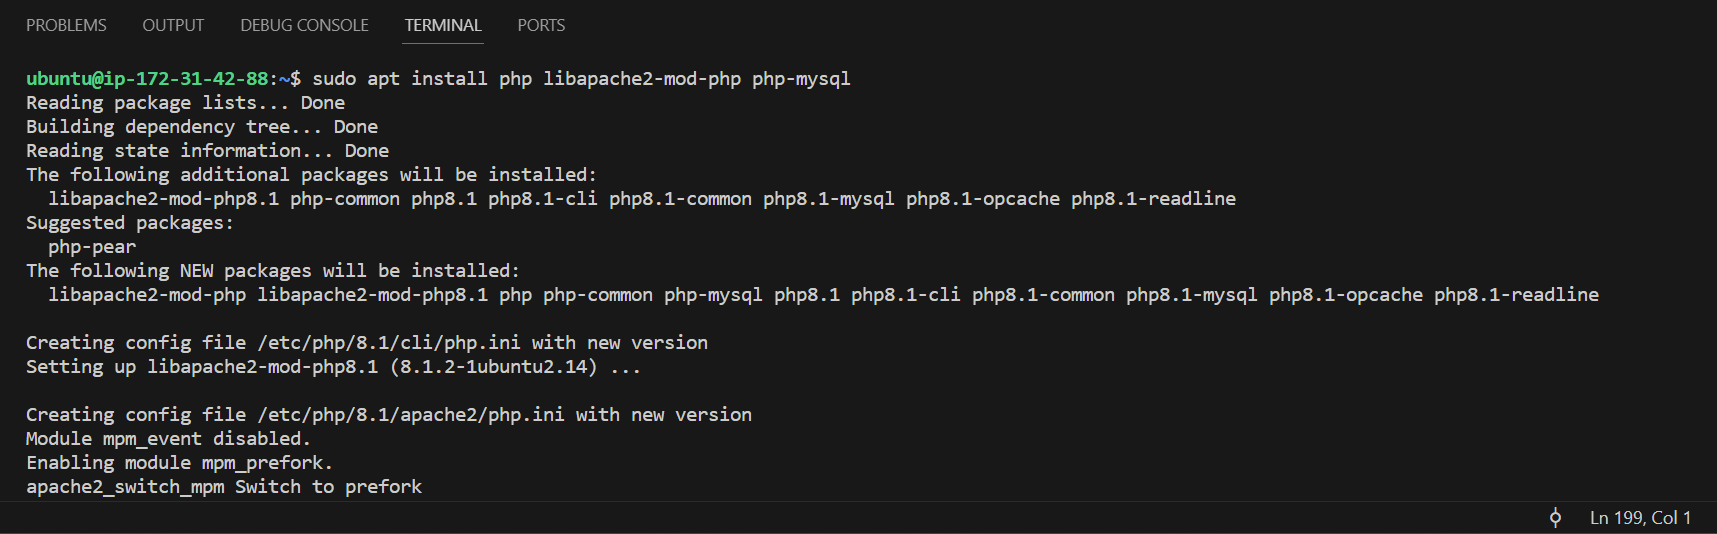 PROBLEMS OUTPUT DEBUG CONSOLE TERMINAL PORTS
ubuntu@ip-172-31-42-88:~$ sudo apt install php libapache2-mod-php php-mysql
Reading package lists... Done
Building dependency tree... Done
Reading state information... Done
The following additional packages will be installed:
  libapache2-mod-php8.1 php-common php8.1 php8.1-cli php8.1-common php8.1-mysql php8.1-opcache php8.1-readline
Suggested packages:
  php-pear
The following NEW packages will be installed:
  libapache2-mod-php libapache2-mod-php8.1 php php-common php-mysql php8.1 php8.1-cli php8.1-common php8.1-mysql php8.1-opcache php8.1-readline
Creating config file /etc/php/8.1/cli/php.ini with new version
Setting up libapache2-mod-php8.1 (8.1.2-1ubuntu2.14) ...
Creating config file /etc/php/8.1/apache2/php.ini with new version
Module mpm_event disabled.
Enabling module mpm_prefork.
apache2_switch_mpm Switch to prefork
Ln 199, Col 1